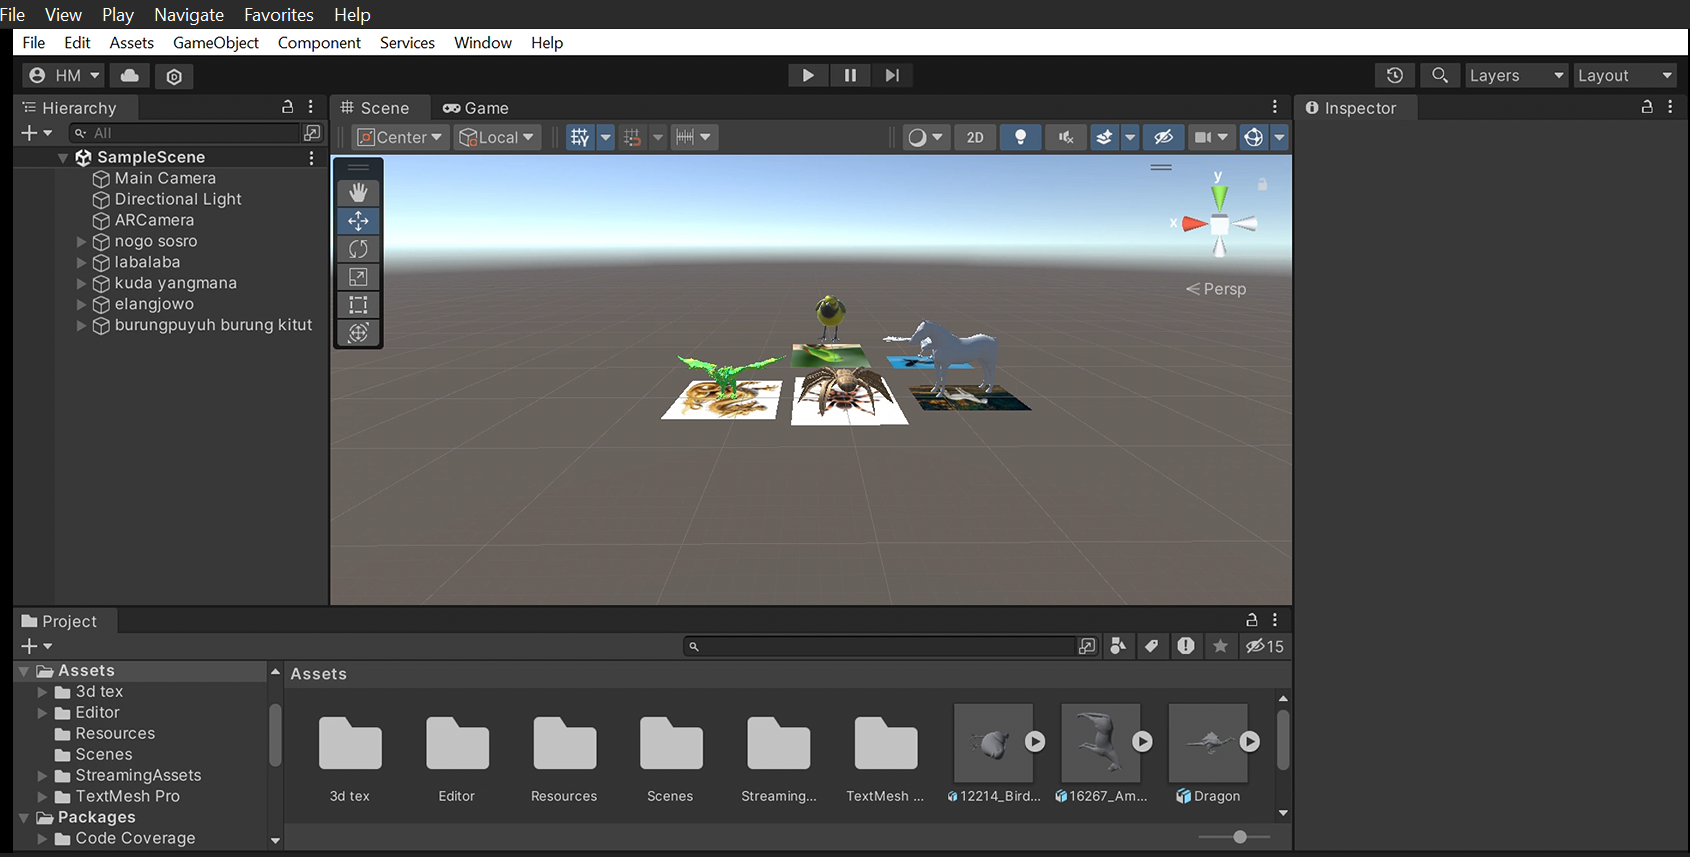 File View Play Navigate Favorites Help
File Edit Assets GameObject Component Services Window Help
HM
Layers Layout
Hierarchy
All
SampleScene
Main Camera
Directional Light
ARCamera
nogo sosro
labalaba
kuda yangmana
elangjowo
burungpuyuh burung kitut
Scene Game
Center Local 2D
y
x
Persp
Inspector
Project
15
Assets
3d tex
Editor
Resources
Scenes
StreamingAssets
TextMesh Pro
Packages
Code Coverage
Assets
3d tex Editor Resources Scenes Streaming... TextMesh ... 12214_Bird... 16267_Am... Dragon